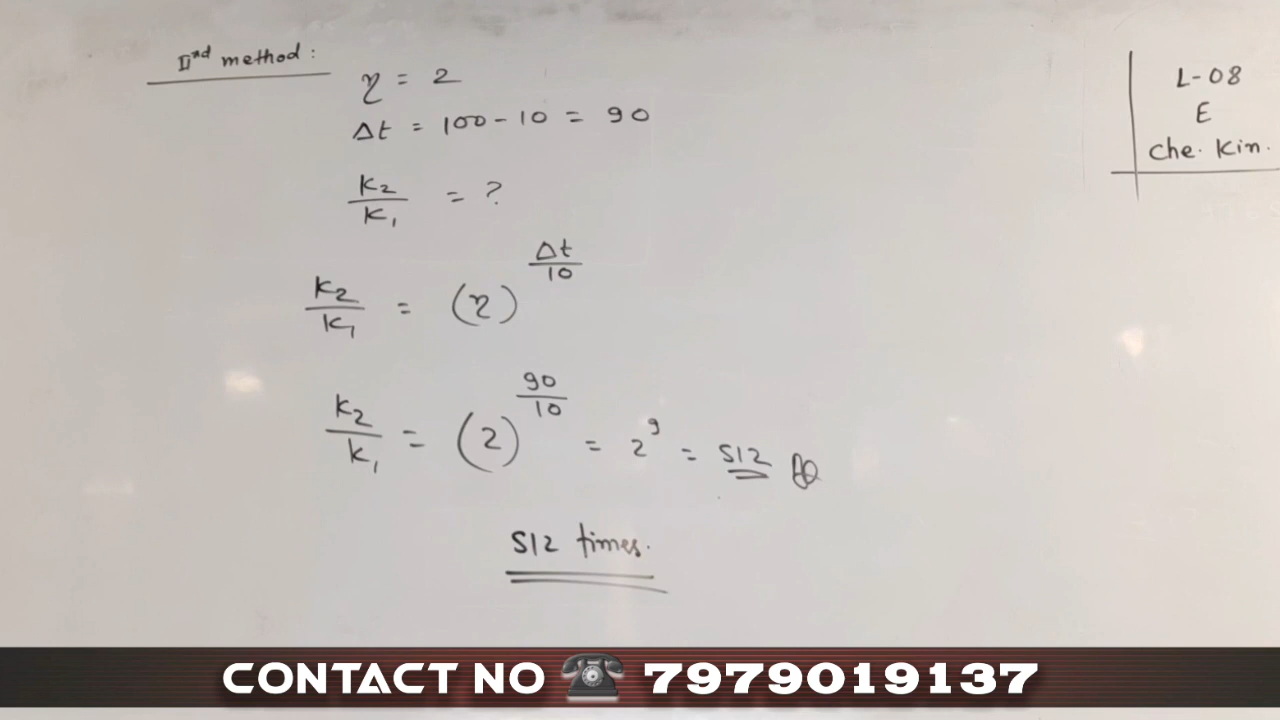 IInd method :
η = 2
Δt = 100 - 10 = 90
K2/K1 = ?
K2/K1 = (η)^(Δt/10)
K2/K1 = (2)^(90/10) = 2^9 = 512
512 times.
L-08
E
Che. Kin.
CONTACT NO ☎ 7979019137